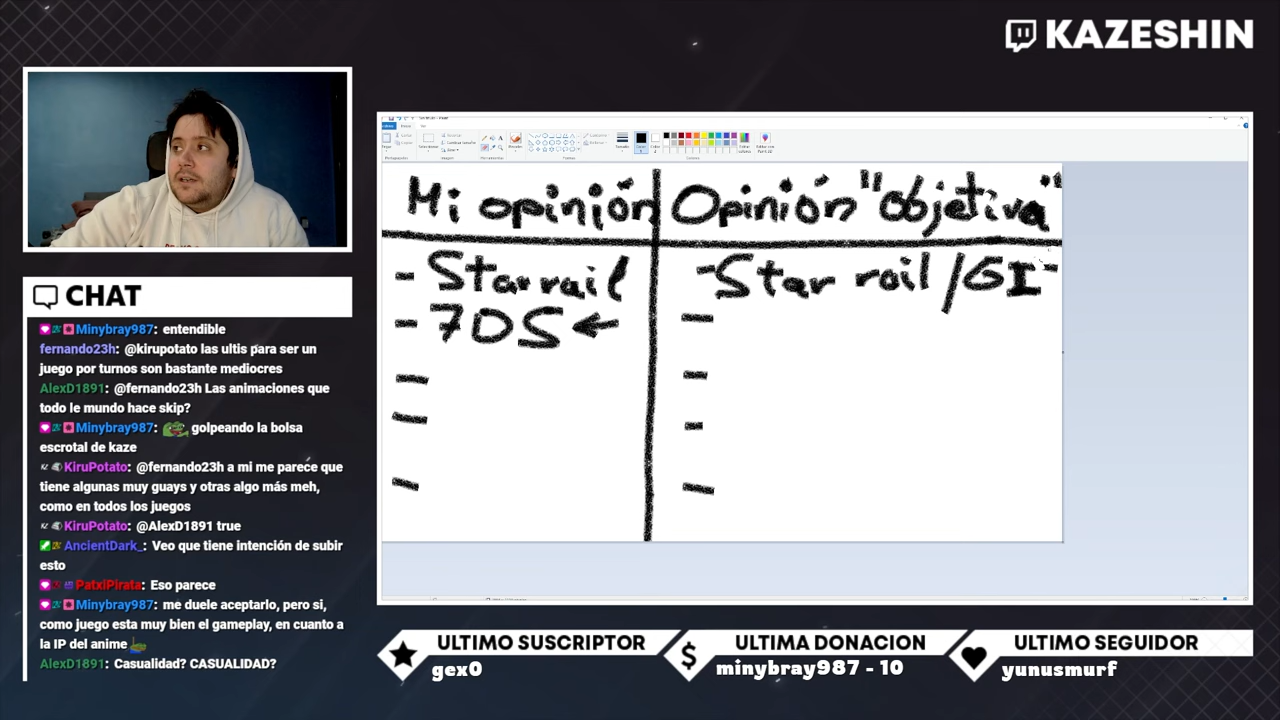 KAZESHIN
Mi opinión
Opinión "objetiva"
- Starrail
- Star rail / GI
- 7DS ←
-
-
-
-
-
-
-
CHAT
Minybray987: entendible
fernando23h: @kirupotato las ultis para ser un
juego por turnos son bastante mediocres
AlexD1891: @fernando23h Las animaciones que
todo le mundo hace skip?
Minybray987: golpeando la bolsa
escrotal de kaze
KiruPotato: @fernando23h a mi me parece que
tiene algunas muy guays y otras algo más meh,
como en todos los juegos
KiruPotato: @AlexD1891 true
AncientDark_: Veo que tiene intención de subir
esto
PatxiPirata: Eso parece
Minybray987: me duele aceptarlo, pero si,
como juego esta muy bien el gameplay, en cuanto a
la IP del anime
AlexD1891: Casualidad? CASUALIDAD?
ULTIMO SUSCRIPTOR
gex0
ULTIMA DONACION
minybray987 - 10
ULTIMO SEGUIDOR
yunusmurf